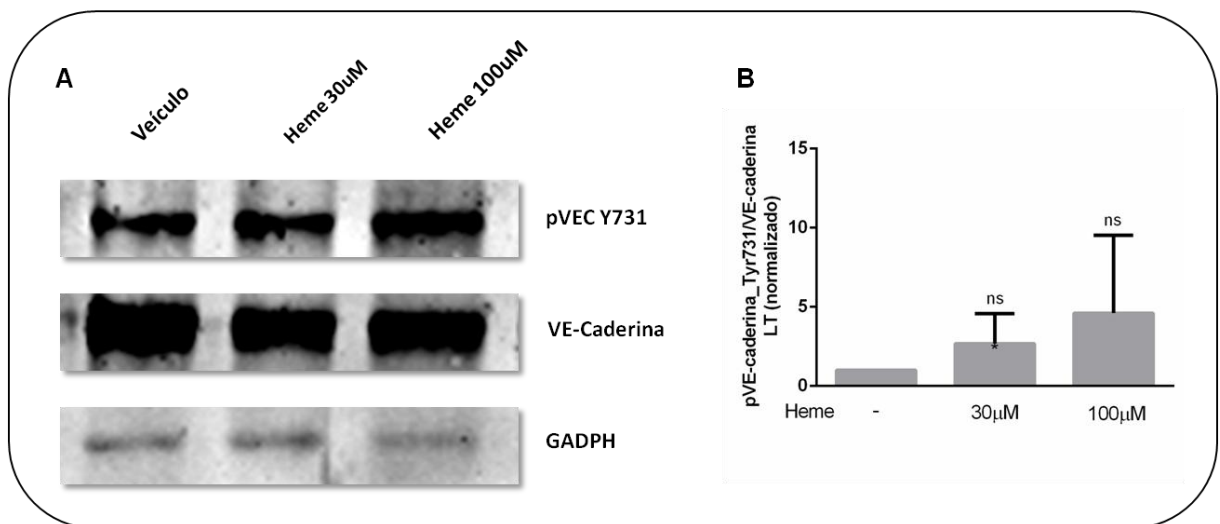 A
Veículo
Heme 30uM
Heme 100uM
pVEC Y731
VE-Caderina
GADPH
B
pVE-caderina_Tyr731/VE-caderina
LT (normalizado)
15
10
5
0
ns
*
ns
Heme - 30µM 100µM